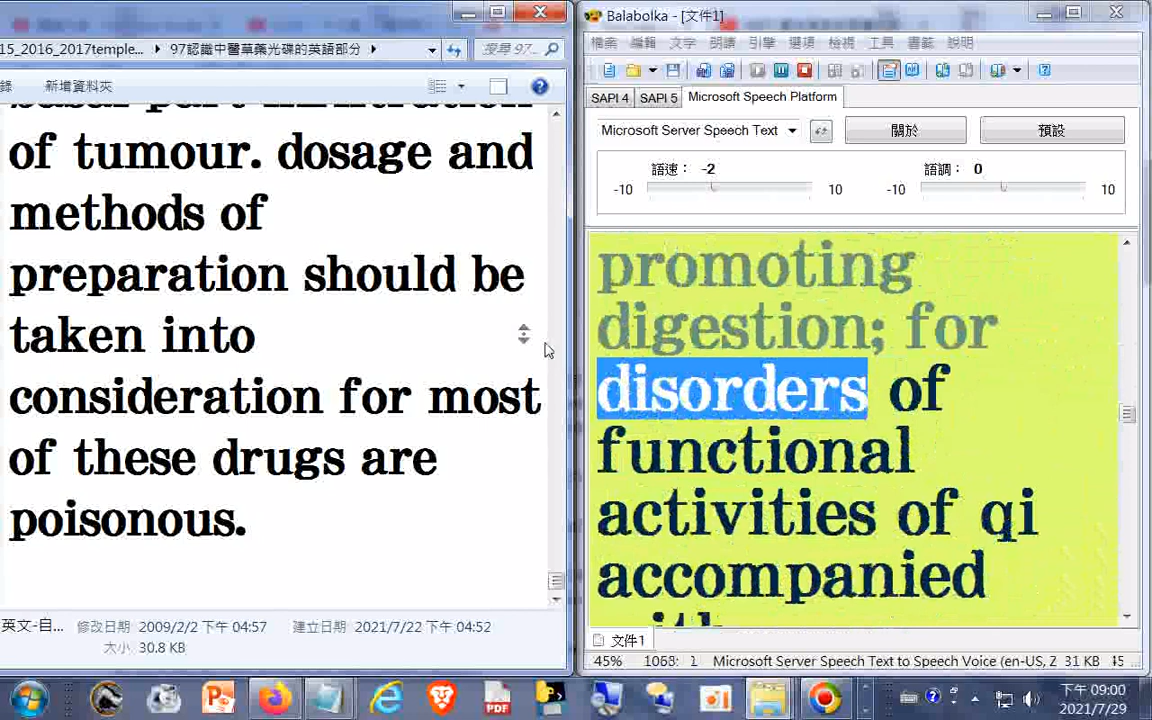 15_2016_2017temple...
97認識中醫草藥光碟的英語部分
搜尋 97...
錄
新增資料夾
of tumour. dosage and
methods of
preparation should be
taken into
consideration for most
of these drugs are
poisonous.
英文-自...
修改日期 2009/2/2 下午 04:57
建立日期 2021/7/22 下午 04:52
大小 30.8 KB
Balabolka - [文件1]
檔案 編輯 文字 朗讀 引擎 選項 檢視 工具 書籤 說明
SAPI 4 SAPI 5 Microsoft Speech Platform
Microsoft Server Speech Text
關於
預設
語速： -2
語調： 0
-10 10 -10 10
promoting
digestion; for
disorders of
functional
activities of qi
accompanied
文件1
45% 1068: 1 Microsoft Server Speech Text to Speech Voice (en-US, Z 31 KB
PDF
下午 09:00
2021/7/29